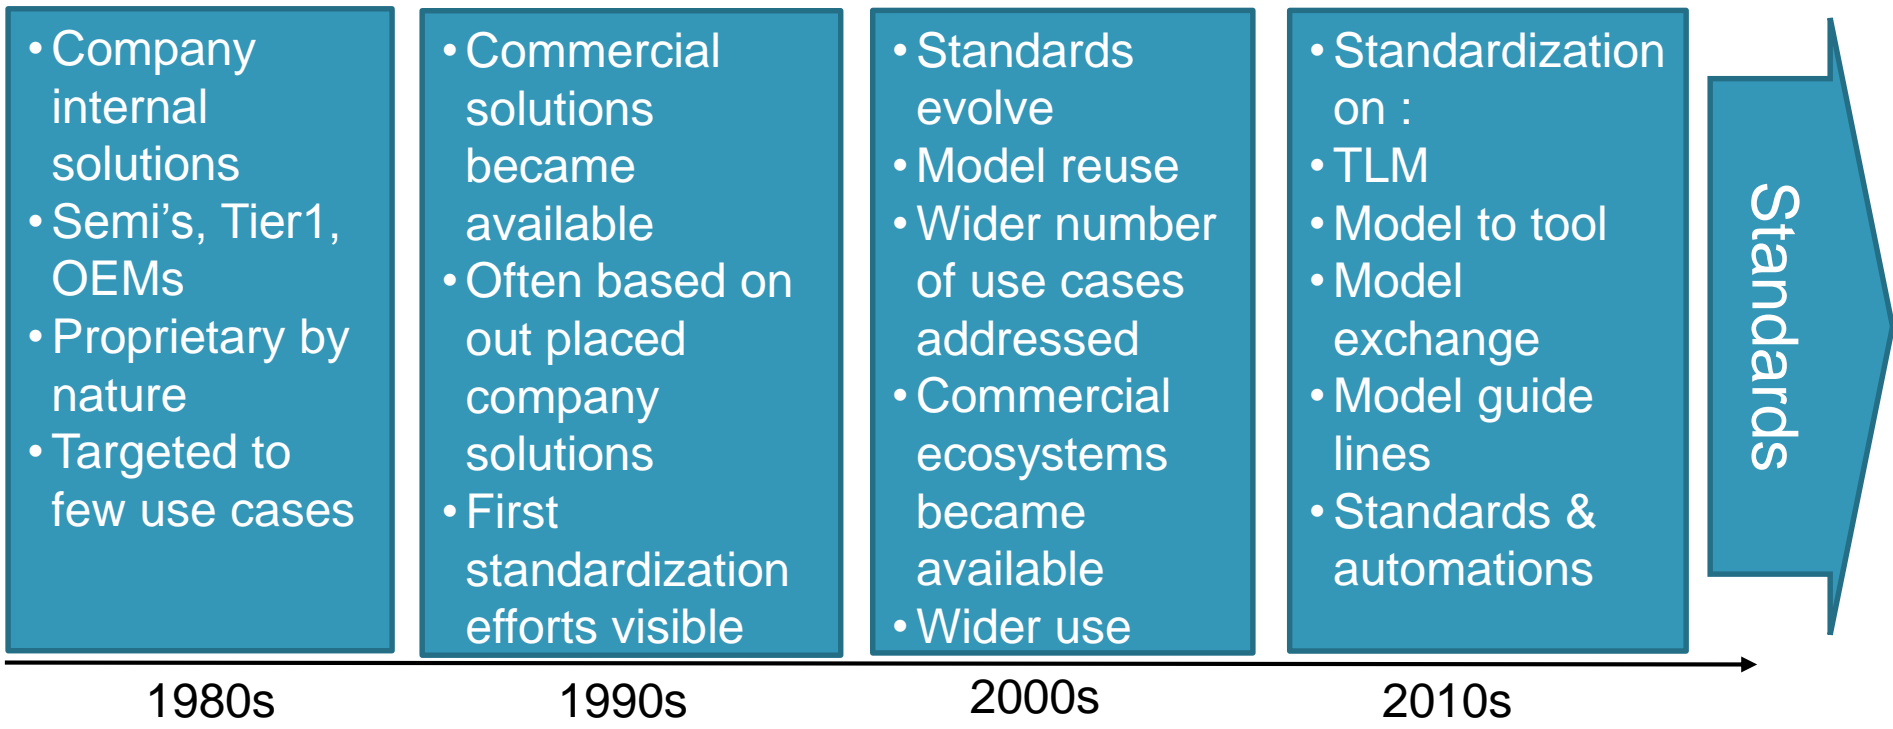 • Company
internal
solutions
• Semi's, Tier1,
OEMs
• Proprietary by
nature
• Targeted to
few use cases
• Commercial
solutions
became
available
• Often based on
out placed
company
solutions
• First
standardization
efforts visible
• Standards
evolve
• Model reuse
• Wider number
of use cases
addressed
• Commercial
ecosystems
became
available
• Wider use
• Standardization
on :
• TLM
• Model to tool
• Model
exchange
• Model guide
lines
• Standards &
automations
Standards
1980s
1990s
2000s
2010s